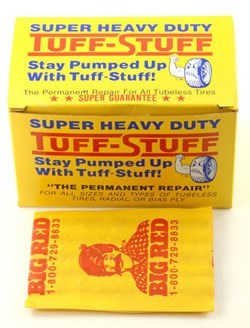 SUPER HEAVY DUTY
TUFF-STUFF
Stay Pumped Up
With Tuff-Stuff!
The Permanent Repair For All Tubeless Tires
★ ★ SUPER GUARANTEE ★ ★
SUPER HEAVY DUTY
TUFF-STUFF
Stay Pumped Up
With Tuff-Stuff!
"THE PERMANENT REPAIR"
FOR ALL SIZES AND TYPES OF TUBELESS
TIRES, RADIAL OR BIAS PLY
BIG RED
1-800-729-8833
BIG RED
1-800-729-8833